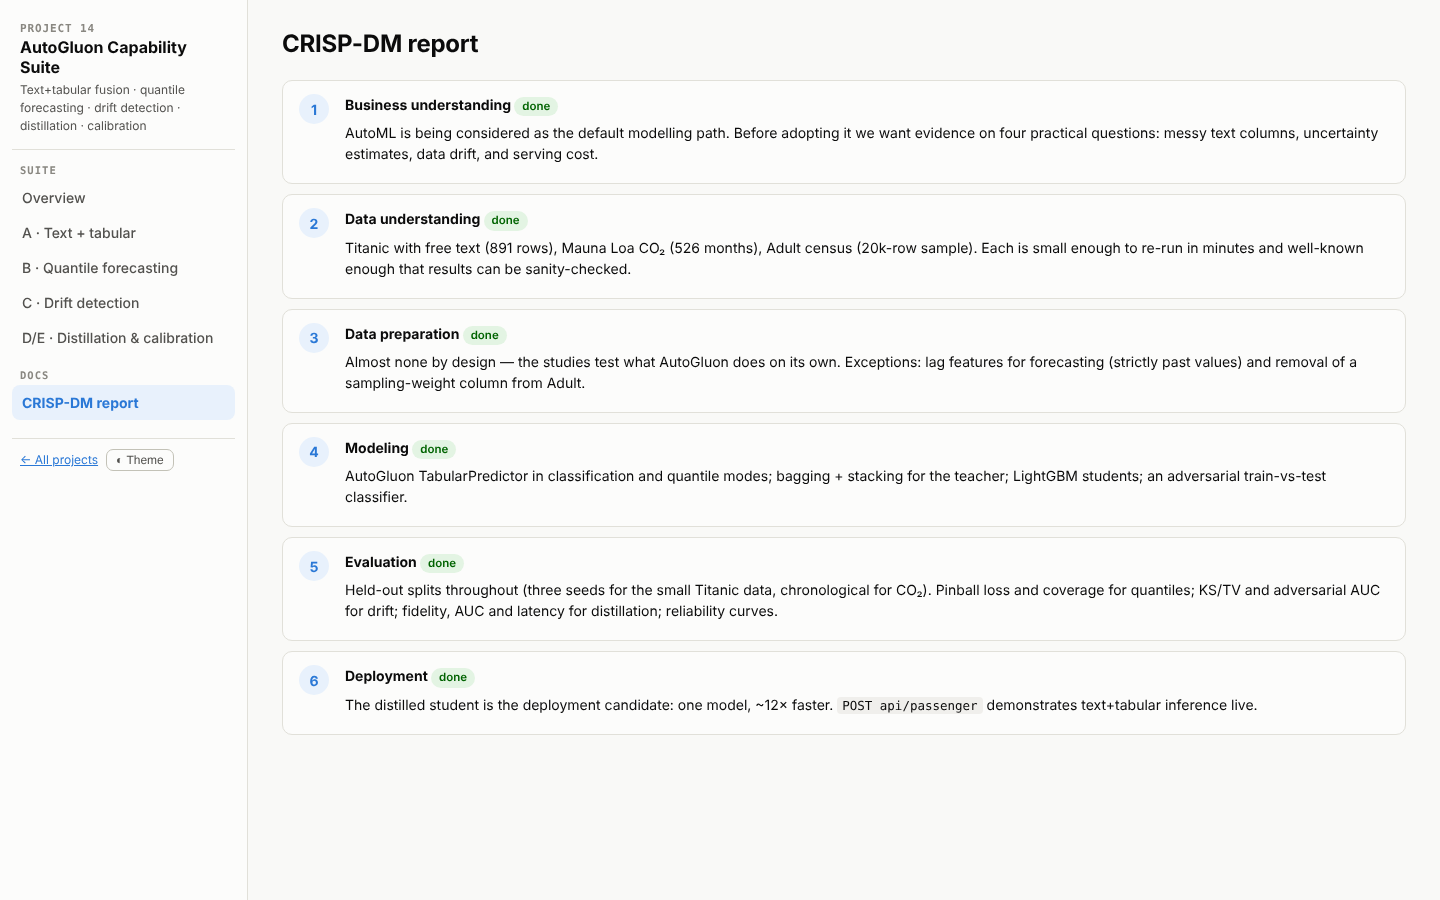 PROJECT 14
AutoGluon Capability
Suite
Text+tabular fusion · quantile
forecasting · drift detection ·
distillation · calibration
SUITE
Overview
A · Text + tabular
B · Quantile forecasting
C · Drift detection
D/E · Distillation & calibration
DOCS
CRISP-DM report
← All projects
Theme
CRISP-DM report
1
Business understanding done
AutoML is being considered as the default modelling path. Before adopting it we want evidence on four practical questions: messy text columns, uncertainty
estimates, data drift, and serving cost.
2
Data understanding done
Titanic with free text (891 rows), Mauna Loa CO₂ (526 months), Adult census (20k-row sample). Each is small enough to re-run in minutes and well-known
enough that results can be sanity-checked.
3
Data preparation done
Almost none by design — the studies test what AutoGluon does on its own. Exceptions: lag features for forecasting (strictly past values) and removal of a
sampling-weight column from Adult.
4
Modeling done
AutoGluon TabularPredictor in classification and quantile modes; bagging + stacking for the teacher; LightGBM students; an adversarial train-vs-test
classifier.
5
Evaluation done
Held-out splits throughout (three seeds for the small Titanic data, chronological for CO₂). Pinball loss and coverage for quantiles; KS/TV and adversarial AUC
for drift; fidelity, AUC and latency for distillation; reliability curves.
6
Deployment done
The distilled student is the deployment candidate: one model, ~12× faster. POST api/passenger demonstrates text+tabular inference live.